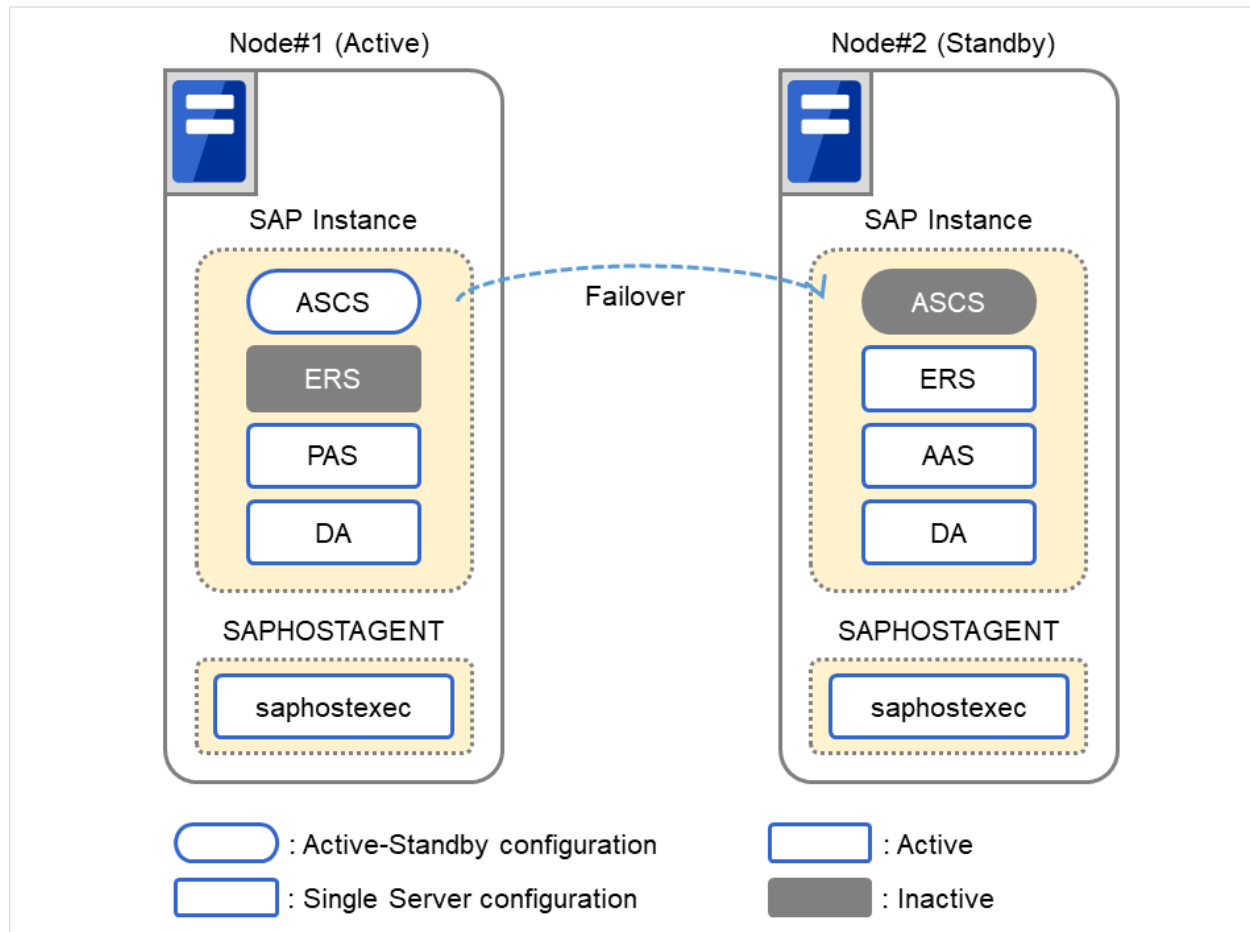 Node#1 (Active)
Node#2 (Standby)
SAP Instance
ASCS
ERS
PAS
DA
SAPHOSTAGENT
saphostexec
Failover
SAP Instance
ASCS
ERS
AAS
DA
SAPHOSTAGENT
saphostexec
: Active-Standby configuration
: Active
: Single Server configuration
: Inactive